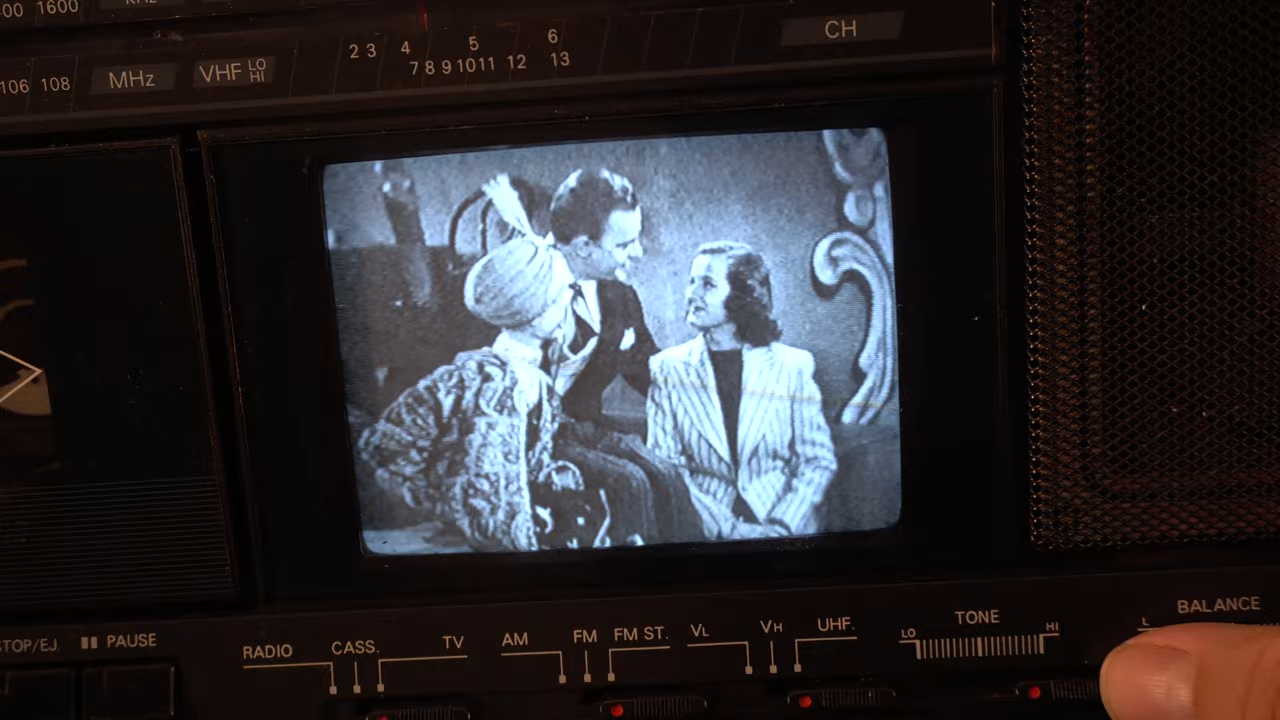 1600 KHz
2 3 4 5 6 CH
106 108 MHz VHF LO HI 7 8 9 10 11 12 13
STOP/EJ. PAUSE
RADIO CASS. TV
AM FM FM ST.
VL VH UHF.
TONE
LO HI
BALANCE
L